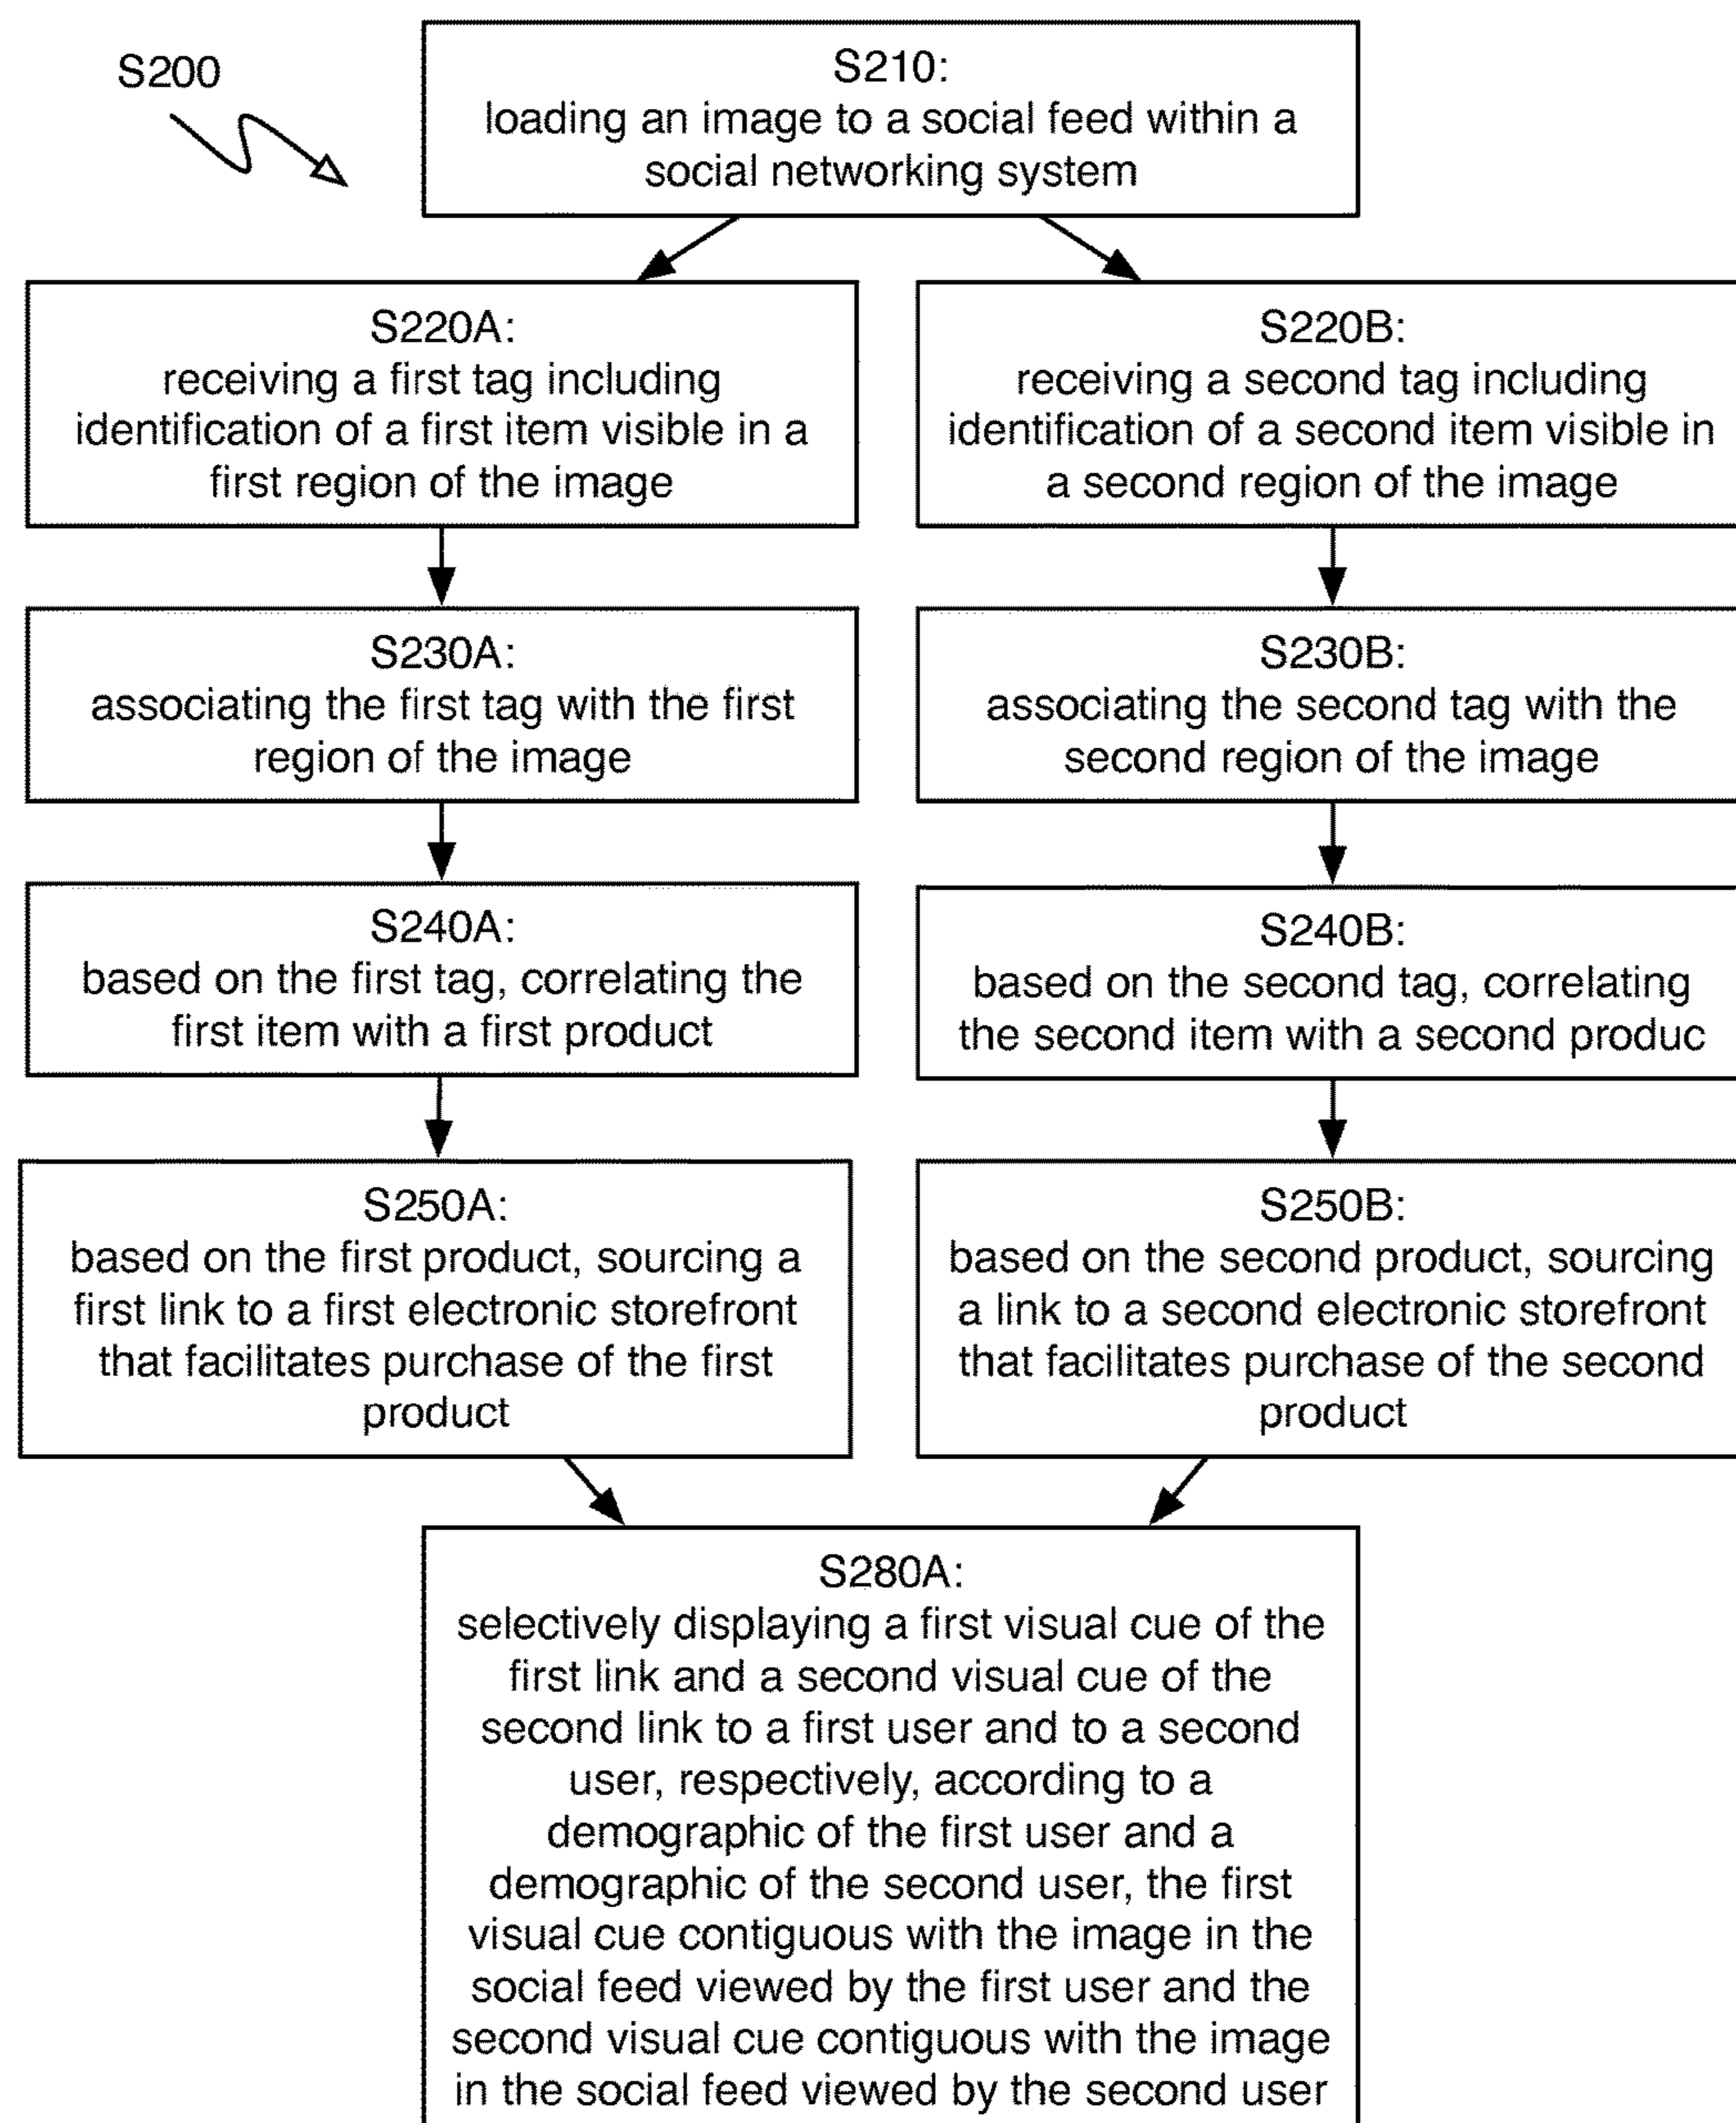 S200
S210:
loading an image to a social feed within a
social networking system
S220A:
receiving a first tag including
identification of a first item visible in a
first region of the image
S220B:
receiving a second tag including
identification of a second item visible in
a second region of the image
S230A:
associating the first tag with the first
region of the image
S230B:
associating the second tag with the
second region of the image
S240A:
based on the first tag, correlating the
first item with a first product
S240B:
based on the second tag, correlating
the second item with a second produc
S250A:
based on the first product, sourcing a
first link to a first electronic storefront
that facilitates purchase of the first
product
S250B:
based on the second product, sourcing
a link to a second electronic storefront
that facilitates purchase of the second
product
S280A:
selectively displaying a first visual cue of the
first link and a second visual cue of the
second link to a first user and to a second
user, respectively, according to a
demographic of the first user and a
demographic of the second user, the first
visual cue contiguous with the image in the
social feed viewed by the first user and the
second visual cue contiguous with the image
in the social feed viewed by the second user